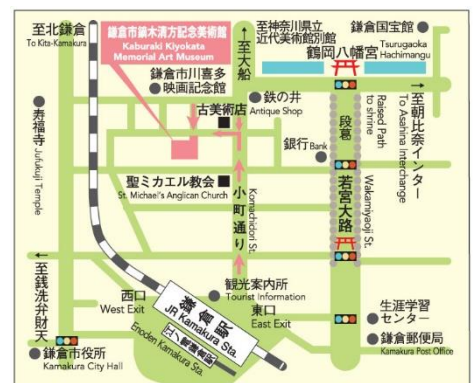 至北鎌倉
To Kita-Kamakura
鎌倉市鏑木清方記念美術館
Kaburaki Kiyokata
Memorial Art Museum
至大船
至神奈川県立
近代美術館別館
鎌倉国宝館
鶴岡八幡宮
Tsurugaoka
Hachimangu
鎌倉市川喜多
映画記念館
古美術店
Antique Shop
鉄の井
段葛
Raised Path
to shrine
至朝比奈インター
To Asahina Interchange
寿福寺
Jufukuji Temple
銀行 Bank
聖ミカエル教会
St. Michael's Anglican Church
小町通り
Komachidori St.
若宮大路
Wakamiyaoji St.
至銭洗弁財天
観光案内所
Tourist Information
西口
West Exit
鎌倉駅
JR Kamakura Sta.
東口
East Exit
江ノ電鎌倉駅
Enoden Kamakura Sta.
生涯学習
センター
鎌倉市役所
Kamakura City Hall
鎌倉郵便局
Kamakura Post Office